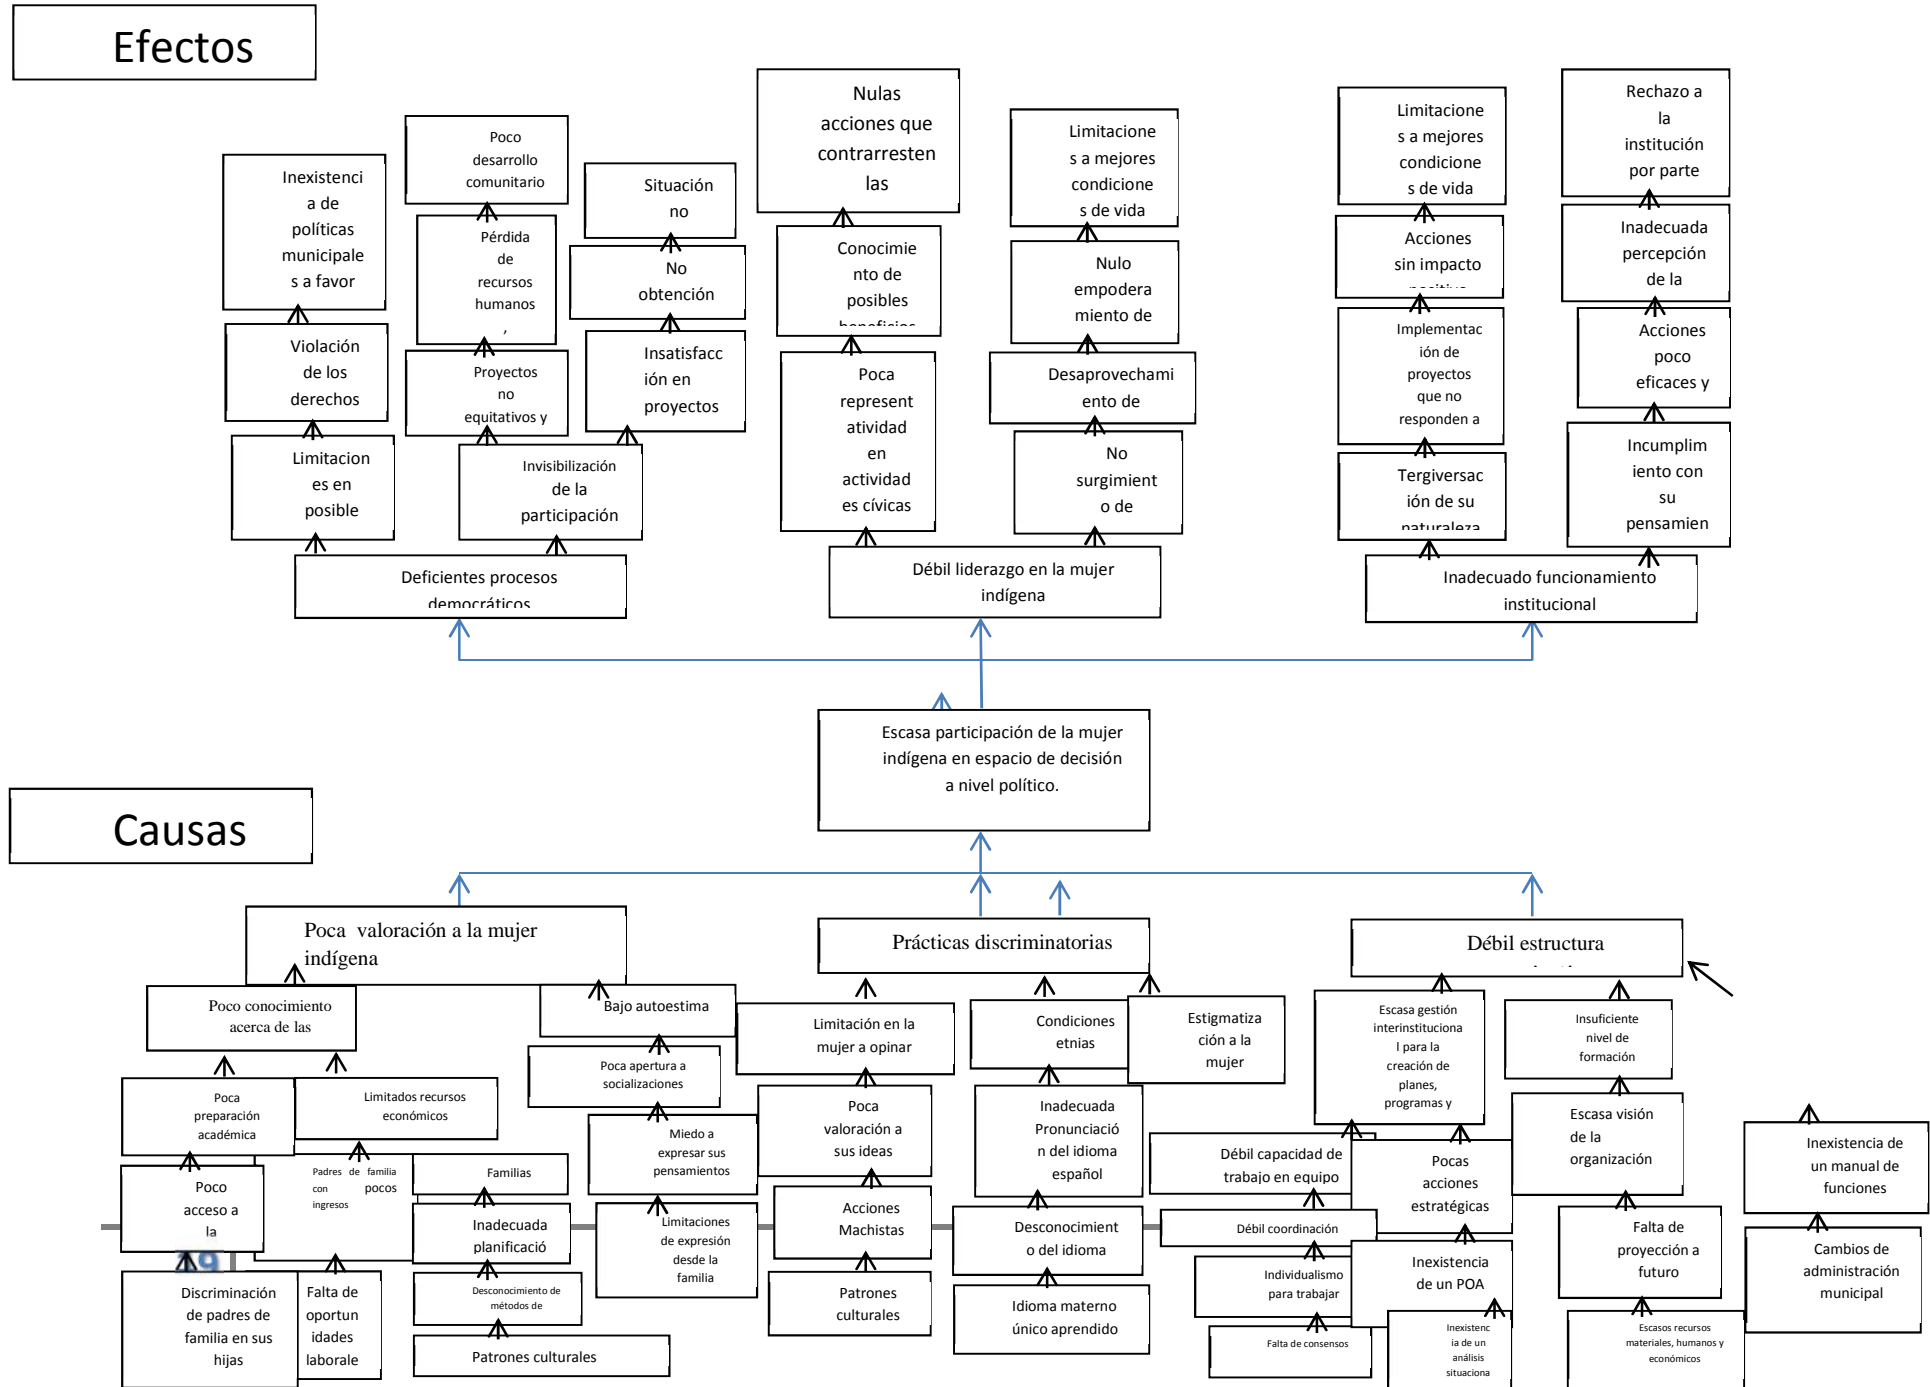 Efectos
Nulas
acciones que
contrarresten
las
Rechazo a
la
institución
por parte
Limitacione
s a mejores
condicione
s de vida
Limitacione
s a mejores
condicione
s de vida
Poco
desarrollo
comunitario
Inexistenci
a de
políticas
municipale
s a favor
Situación
no
Pérdida
de
recursos
humanos
,
No
obtención
Conocimie
nto de
posibles
beneficios
Nulo
empodera
miento de
Acciones
sin impacto
positivo
Inadecuada
percepción
de la
Violación
de los
derechos
Proyectos
no
equitativos y
Insatisfacc
ión en
proyectos
Poca
represent
atividad
en
actividad
es cívicas
Desaprovechami
ento de
Implementac
ión de
proyectos
que no
responden a
Acciones
poco
eficaces y
Limitacion
es en
posible
Invisibilización
de la
participación
No
surgimient
o de
Tergiversac
ión de su
naturaleza
Incumplim
iento con
su
pensamien
Deficientes procesos
democráticos
Débil liderazgo en la mujer
indígena
Inadecuado funcionamiento
institucional
Escasa participación de la mujer
indígena en espacio de decisión
a nivel político.
Causas
Poca valoración a la mujer
indígena
Prácticas discriminatorias
Débil estructura
Poco conocimiento
acerca de las
Bajo autoestima
Limitación en la
mujer a opinar
Condiciones
etnias
Estigmatiza
ción a la
mujer
Escasa gestión
interinstituciona
l para la
creación de
planes,
programas y
Insuficiente
nivel de
formación
Poca
preparación
académica
Limitados recursos
económicos
Poca apertura a
socializaciones
Poca
valoración a
sus ideas
Inadecuada
Pronunciació
n del idioma
español
Escasa visión
de la
organización
Miedo a
expresar sus
pensamientos
Débil capacidad de
trabajo en equipo
Pocas
acciones
estratégicas
Inexistencia de
un manual de
funciones
Poco
acceso a
la
Padres de familia
con pocos
ingresos
Familias
Inadecuada
planificació
Limitaciones
de expresión
desde la
familia
Acciones
Machistas
Desconocimient
o del idioma
Débil coordinación
Falta de
proyección a
futuro
Cambios de
administración
municipal
19
Discriminación
de padres de
familia en sus
hijas
Falta de
oportun
idades
laborale
Desconocimiento de
métodos de
Patrones culturales
Patrones
culturales
Idioma materno
único aprendido
Individualismo
para trabajar
Inexistencia
de un POA
Falta de consensos
Inexistenc
ia de un
análisis
situaciona
Escasos recursos
materiales, humanos y
económicos